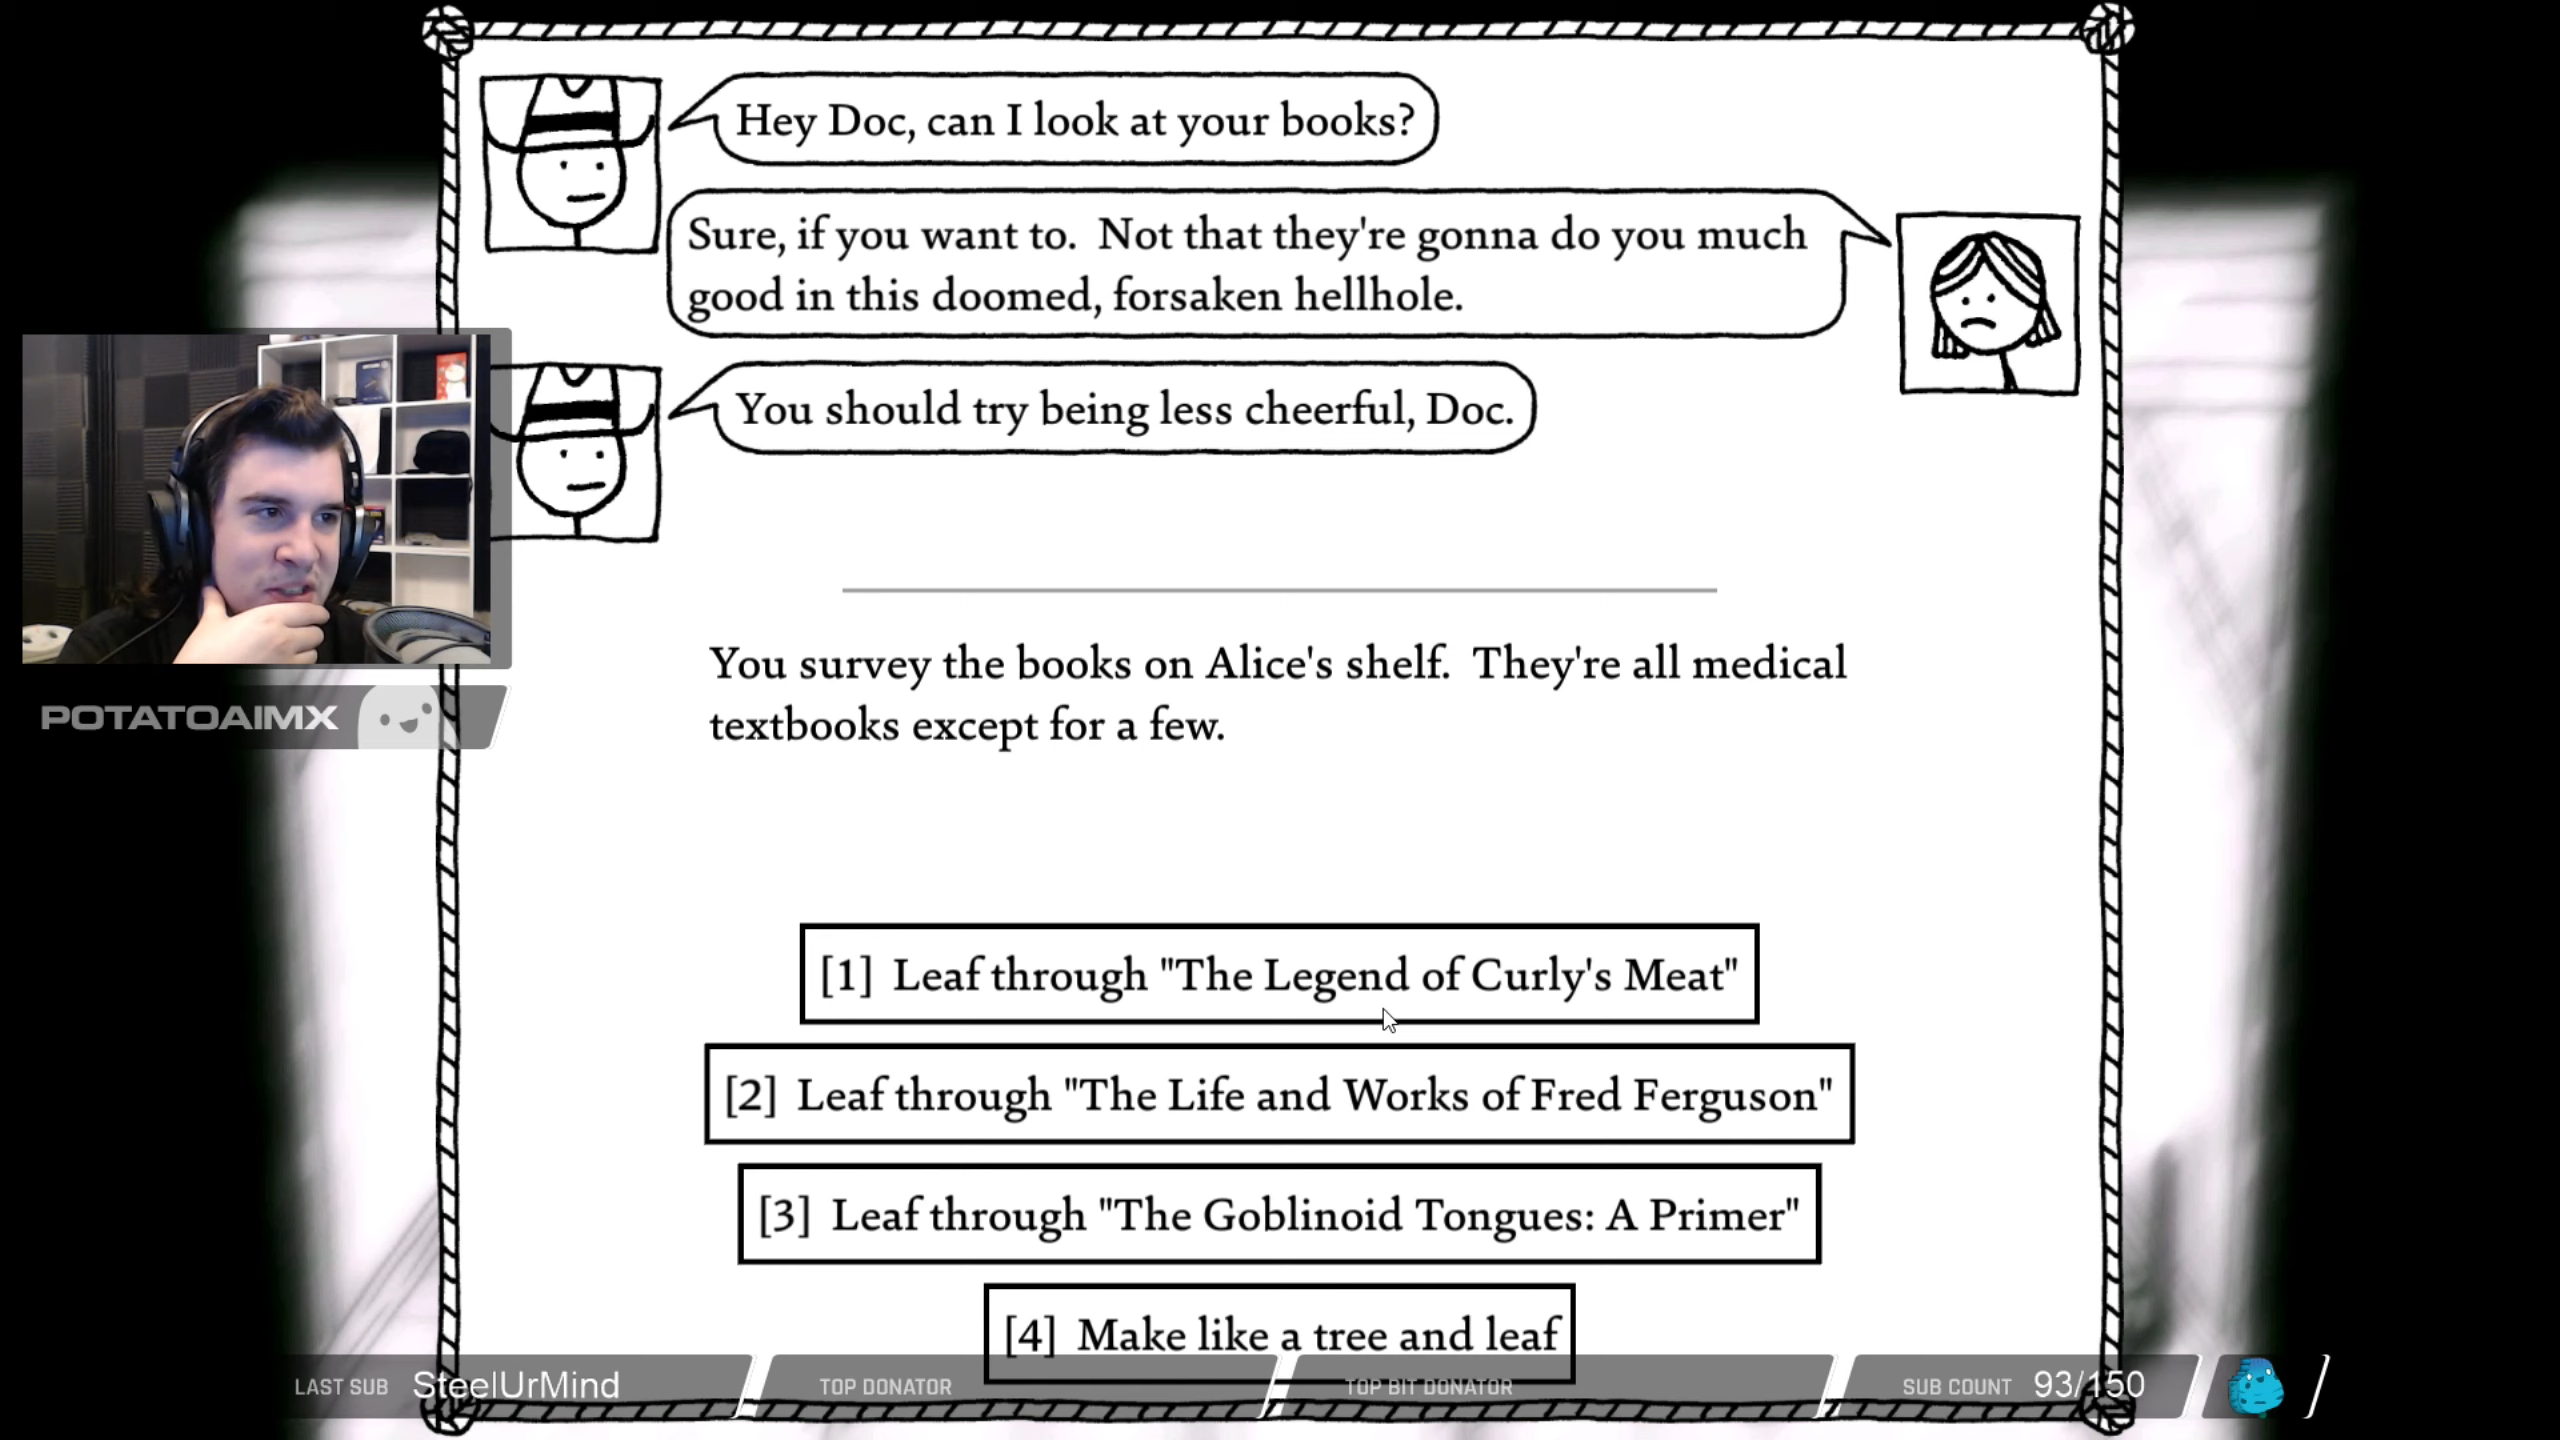 Hey Doc, can I look at your books?
Sure, if you want to.  Not that they're gonna do you much
good in this doomed, forsaken hellhole.
You should try being less cheerful, Doc.
POTATOAIMX
You survey the books on Alice's shelf.  They're all medical
textbooks except for a few.
[1]  Leaf through "The Legend of Curly's Meat"
[2]  Leaf through "The Life and Works of Fred Ferguson"
[3]  Leaf through "The Goblinoid Tongues: A Primer"
[4]  Make like a tree and leaf
LAST SUB SteelUrMind TOP DONATOR TOP BIT DONATOR SUB COUNT 93/150